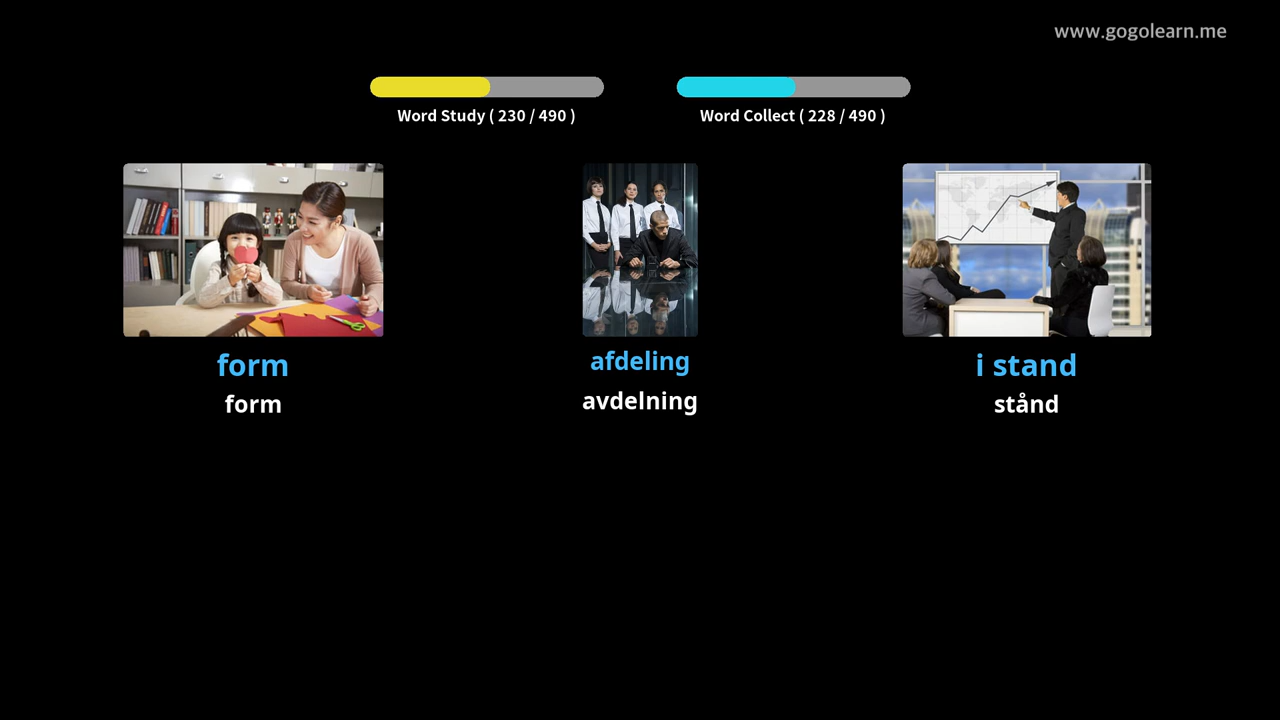 www.gogolearn.me
Word Study ( 230 / 490 )
Word Collect ( 228 / 490 )
form
form
afdeling
avdelning
i stand
stånd